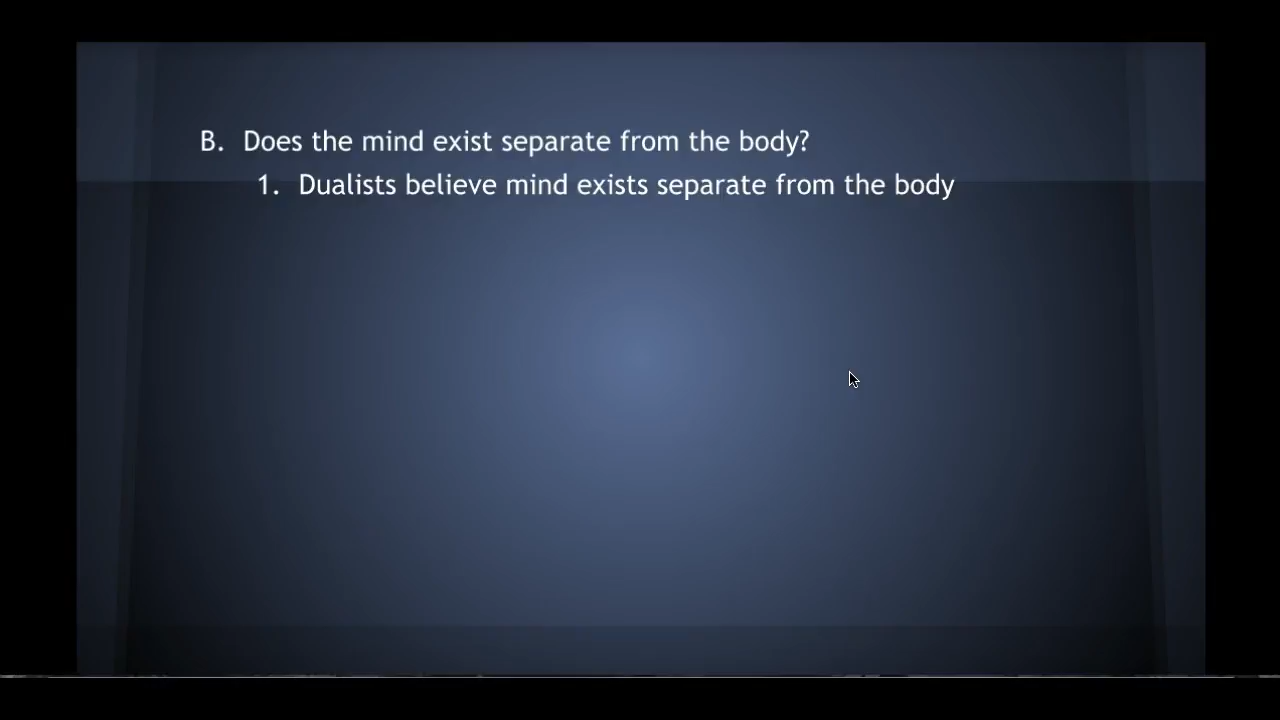 B. Does the mind exist separate from the body?
1. Dualists believe mind exists separate from the body